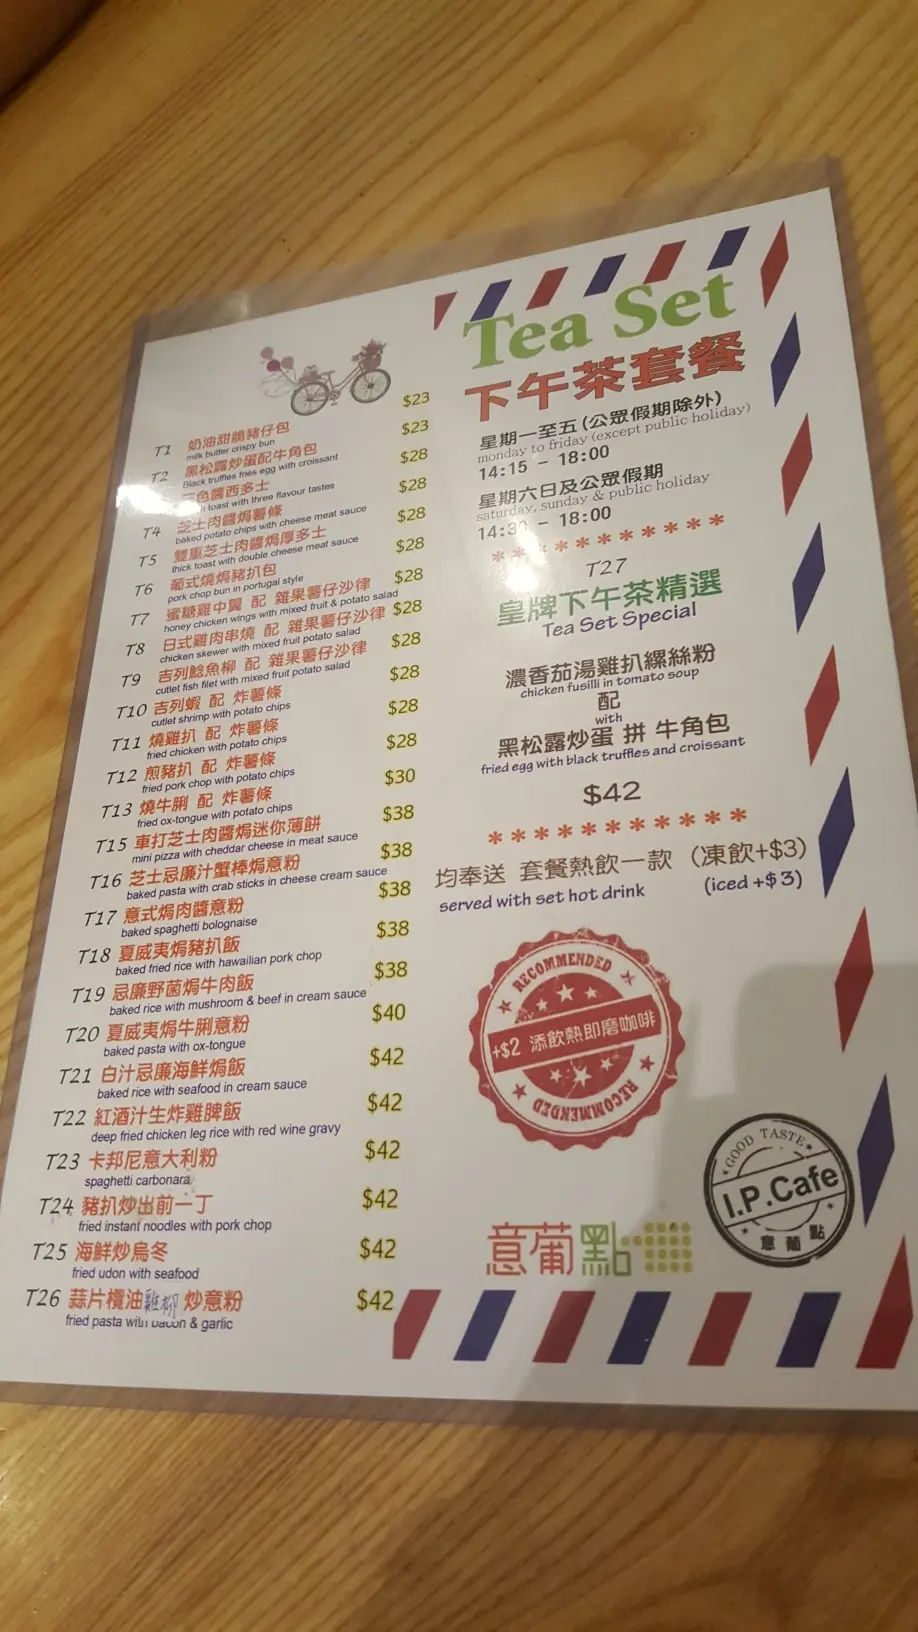 $23
T1 奶油甜脆豬仔包
milk butter crispy bun
$23
T2 黑松露炒蛋配牛角包
Black truffles fries egg with croissant
$28
三色醬西多士
toast with three flavour tastes
$28
T4 芝士肉醬焗薯條
baked potato chips with cheese meat sauce
$28
T5 雙重芝士肉醬焗厚多士
thick toast with double cheese meat sauce
$28
T6 葡式燒焗豬扒包
pork chop bun in portugal style
$28
T7 蜜糖雞中翼 配 雜果薯仔沙律
honey chicken wings with mixed fruit & potato salad
$28
T8 日式雞肉串燒 配 雜果薯仔沙律
chicken skewer with mixed fruit potato salad
$28
T9 吉列鯰魚柳 配 雜果薯仔沙律
cutlet fish filet with mixed fruit potato salad
$28
T10 吉列蝦 配 炸薯條
cutlet shrimp with potato chips
$28
T11 燒雞扒 配 炸薯條
fried chicken with potato chips
$28
T12 煎豬扒 配 炸薯條
fried pork chop with potato chips
$30
T13 燒牛脷 配 炸薯條
fried ox-tongue with potato chips
$38
T15 車打芝士肉醬焗迷你薄餅
mini pizza with cheddar cheese in meat sauce
$38
T16 芝士忌廉汁蟹棒焗意粉
baked pasta with crab sticks in cheese cream sauce
$38
T17 意式焗肉醬意粉
baked spaghetti bolognaise
$38
T18 夏威夷焗豬扒飯
baked fried rice with hawailian pork chop
$38
T19 忌廉野菌焗牛肉飯
baked rice with mushroom & beef in cream sauce
$40
T20 夏威夷焗牛脷意粉
baked pasta with ox-tongue
$42
T21 白汁忌廉海鮮焗飯
baked rice with seafood in cream sauce
$42
T22 紅酒汁生炸雞脾飯
deep fried chicken leg rice with red wine gravy
$42
T23 卡邦尼意大利粉
spaghetti carbonara
$42
T24 豬扒炒出前一丁
fried instant noodles with pork chop
$42
T25 海鮮炒烏冬
fried udon with seafood
$42
T26 蒜片欖油雞柳炒意粉
fried pasta with bacon & garlic
Tea Set
下午茶套餐
星期一至五 (公眾假期除外)
monday to friday (except public holiday)
14:15 - 18:00
星期六日及公眾假期
saturday, sunday & public holiday
14:30 - 18:00
* * * * * * * * * * *
T27
皇牌下午茶精選
Tea Set Special
濃香茄湯雞扒縲絲粉
chicken fusilli in tomato soup
配
with
黑松露炒蛋 拼 牛角包
fried egg with black truffles and croissant
$42
* * * * * * * * * * *
均奉送 套餐熱飲一款 (凍飲+$3)
served with set hot drink (iced +$3)
RECOMMENDED
+$2 添飲熱即磨咖啡
RECOMMENDED
GOOD TASTE
I.P.Cafe
意葡點
意葡點